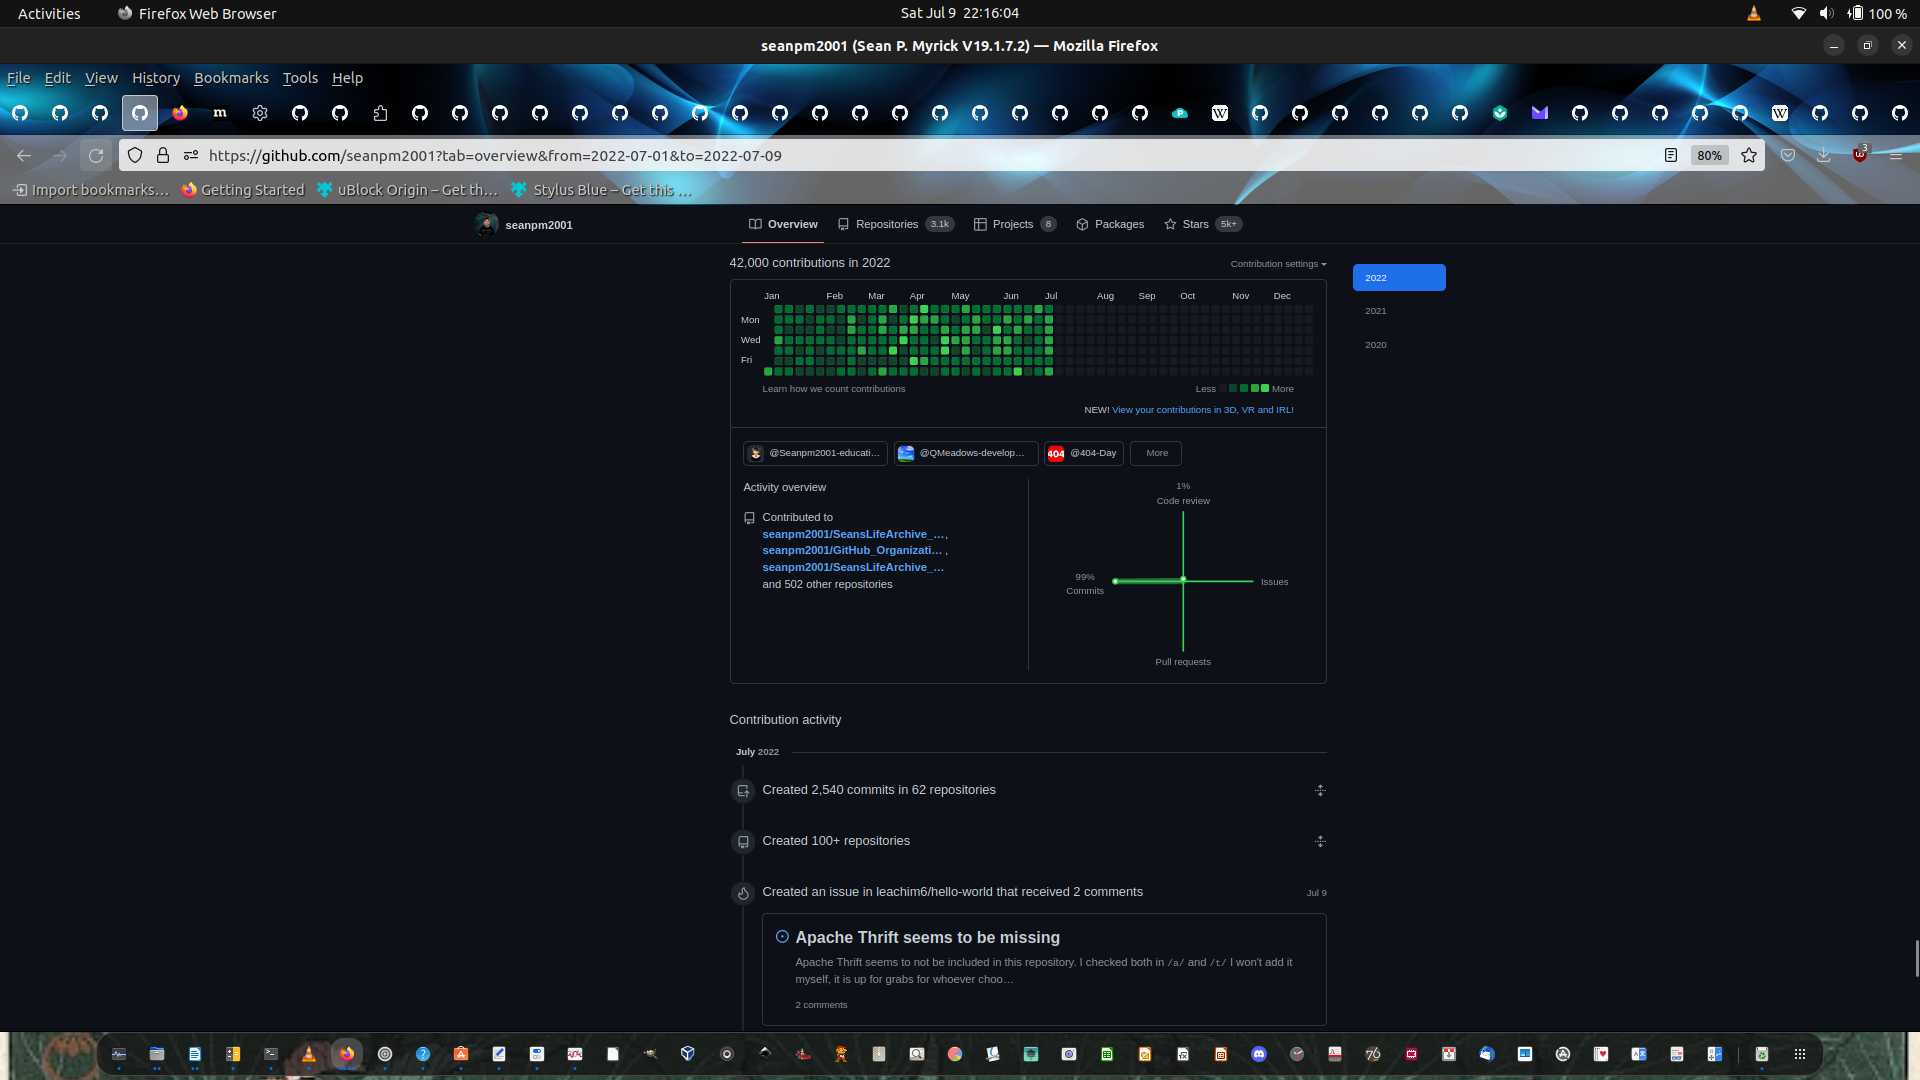 Activities
Firefox Web Browser
Sat Jul 9 22:16:04
100 %
seanpm2001 (Sean P. Myrick V19.1.7.2) — Mozilla Firefox
File Edit View History Bookmarks Tools Help
https://github.com/seanpm2001?tab=overview&from=2022-07-01&to=2022-07-09
80%
3
Import bookmarks…
Getting Started
uBlock Origin – Get th…
Stylus Blue – Get this …
seanpm2001
Overview
Repositories 3.1k
Projects 8
Packages
Stars 5k+
42,000 contributions in 2022
Contribution settings
2022
2021
2020
Jan Feb Mar Apr May Jun Jul Aug Sep Oct Nov Dec
Mon
Wed
Fri
Learn how we count contributions
Less More
NEW! View your contributions in 3D, VR and IRL!
@Seanpm2001-educati…
@QMeadows-develop…
404 @404-Day
More
Activity overview
Contributed to
seanpm2001/SeansLifeArchive_…,
seanpm2001/GitHub_Organizati… ,
seanpm2001/SeansLifeArchive_…
and 502 other repositories
1%
Code review
99%
Commits
Issues
Pull requests
Contribution activity
July 2022
Created 2,540 commits in 62 repositories
Created 100+ repositories
Created an issue in leachim6/hello-world that received 2 comments
Jul 9
Apache Thrift seems to be missing
Apache Thrift seems to not be included in this repository. I checked both in /a/ and /t/ I won't add it
myself, it is up for grabs for whoever choo…
2 comments